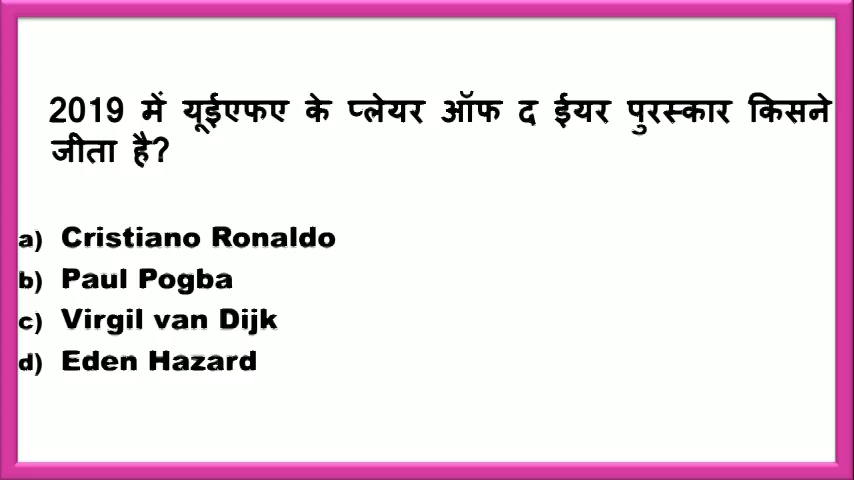 2019 में यूईएफए के प्लेयर ऑफ द ईयर पुरस्कार किसने
जीता है?
a) Cristiano Ronaldo
b) Paul Pogba
c) Virgil van Dijk
d) Eden Hazard